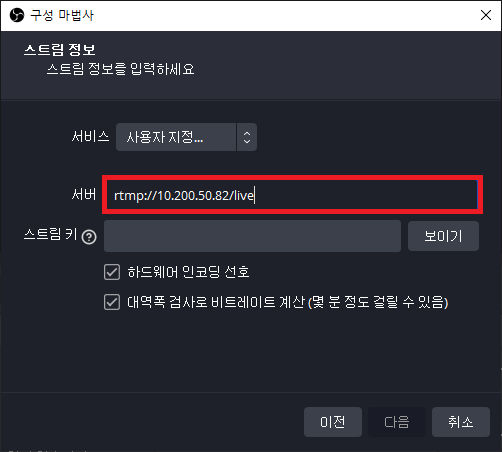 구성 마법사
스트림 정보
스트림 정보를 입력하세요
서비스 사용자 지정...
서버 rtmp://10.200.50.82/live
스트림 키 ? 보이기
하드웨어 인코딩 선호
대역폭 검사로 비트레이트 계산 (몇 분 정도 걸릴 수 있음)
이전 다음 취소